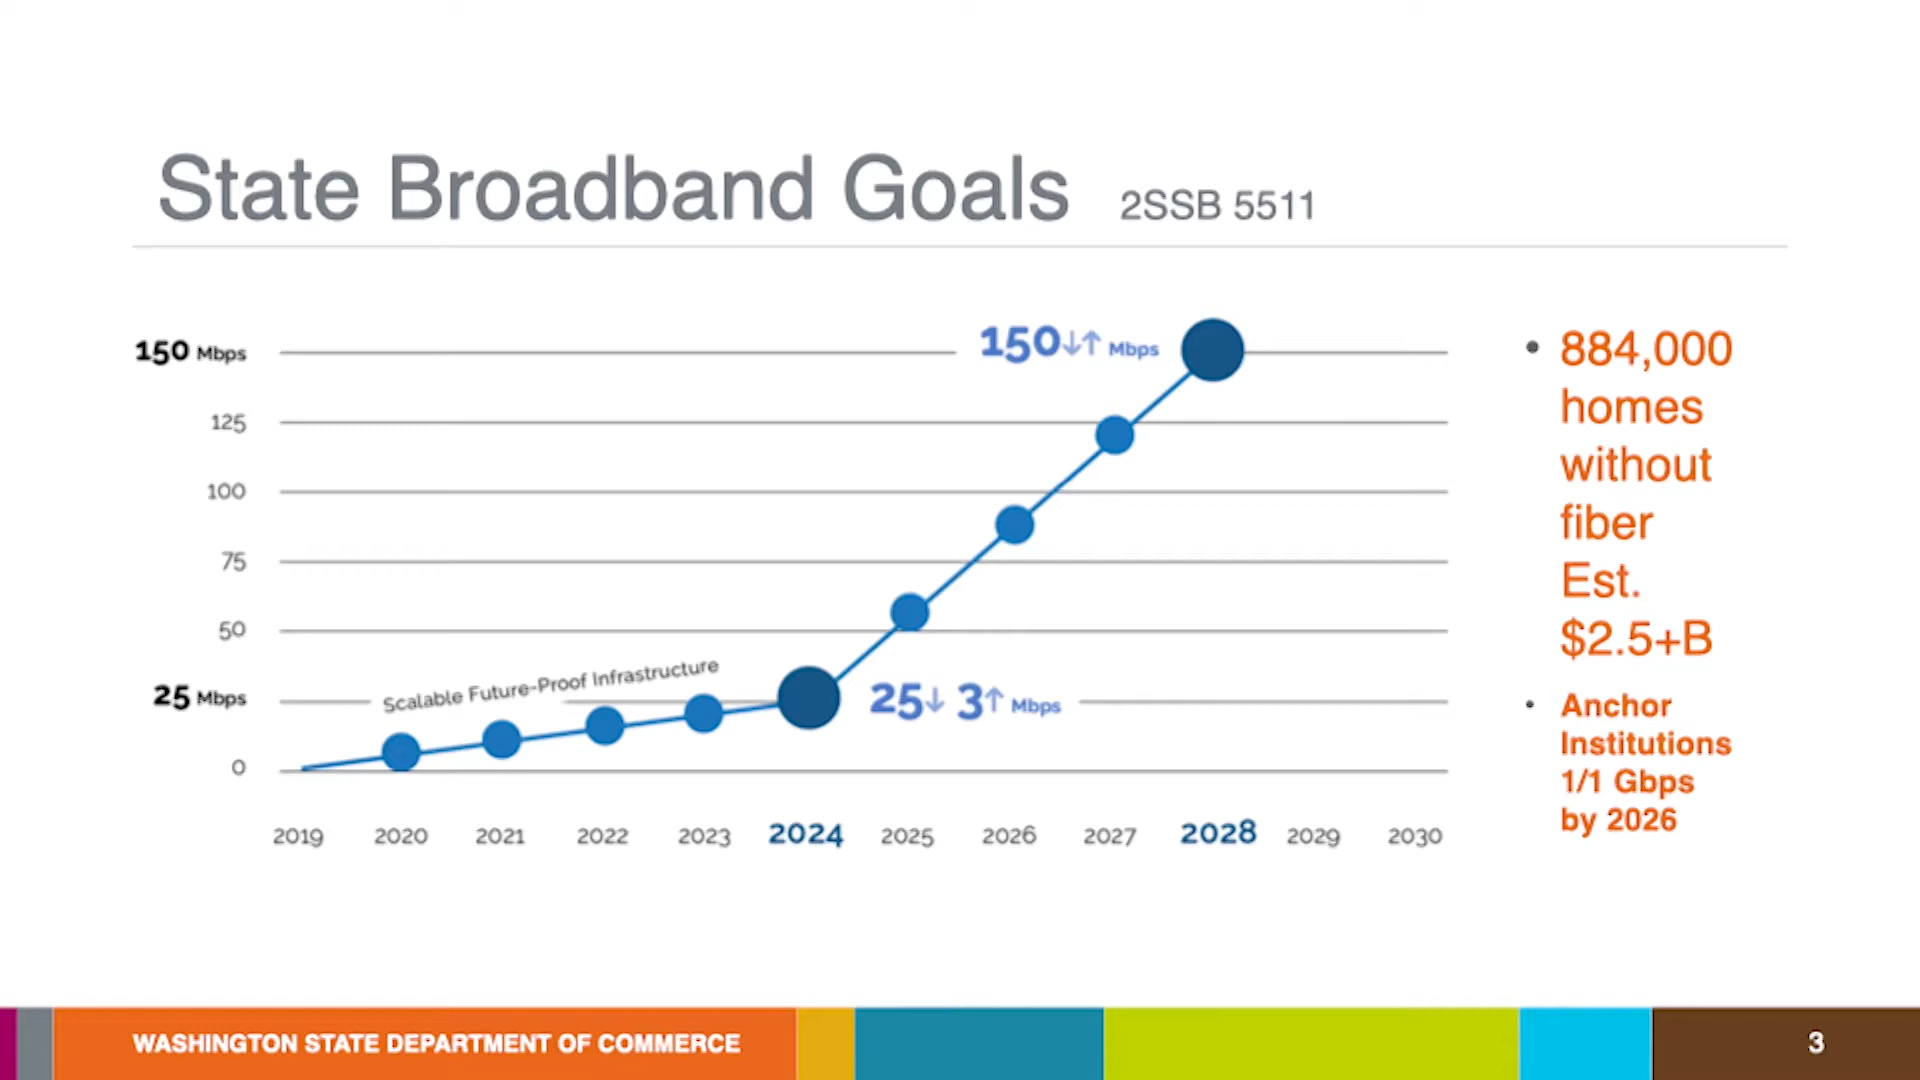 State Broadband Goals 2SSB 5511
150 Mbps
125
100
75
50
25 Mbps
0
150↓↑ Mbps
Scalable Future-Proof Infrastructure
25↓ 3↑ Mbps
2019 2020 2021 2022 2023 2024 2025 2026 2027 2028 2029 2030
• 884,000
homes
without
fiber
Est.
$2.5+B
• Anchor
Institutions
1/1 Gbps
by 2026
WASHINGTON STATE DEPARTMENT OF COMMERCE
3